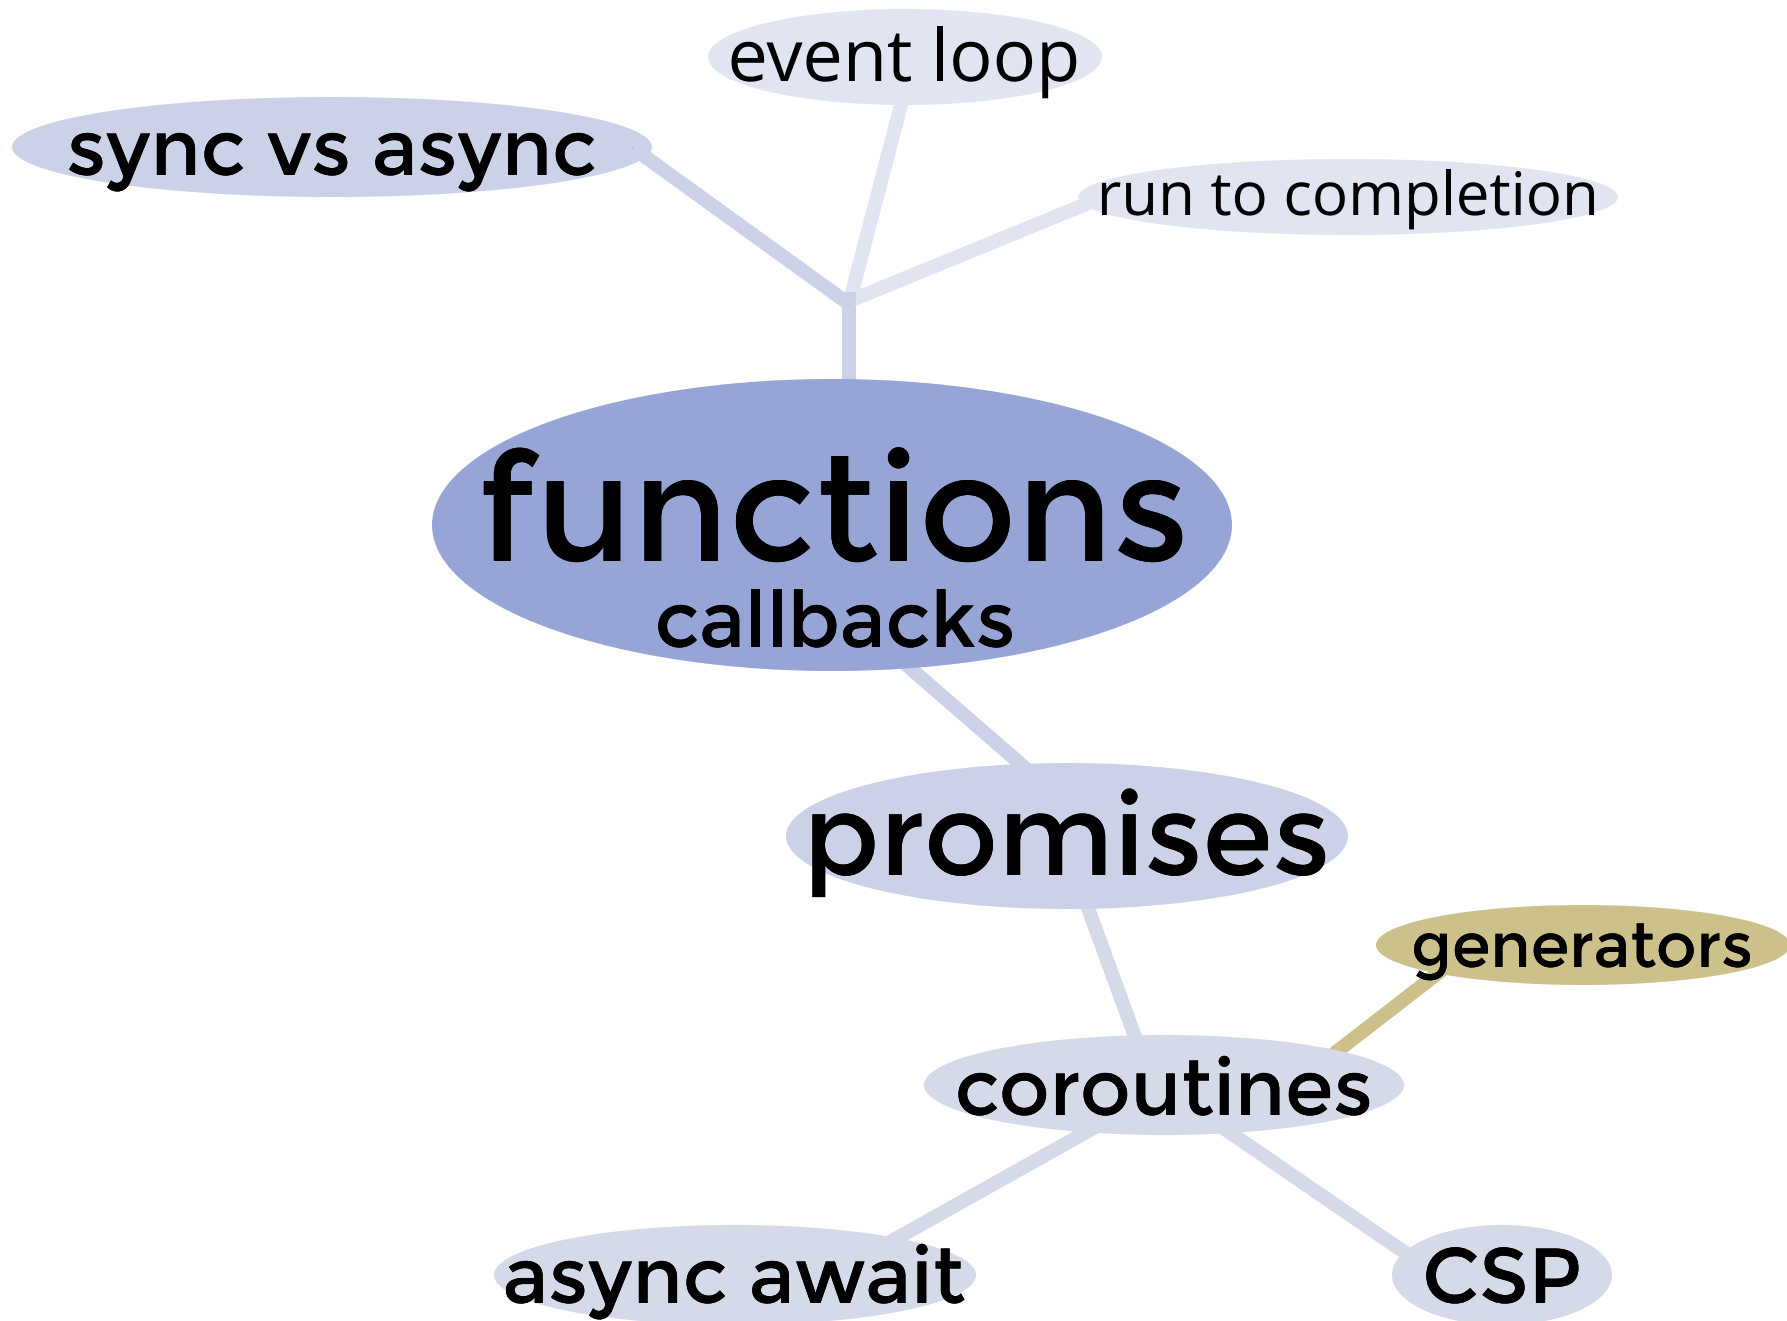 event loop
sync vs async
run to completion
functions
callbacks
promises
generators
coroutines
async await
CSP